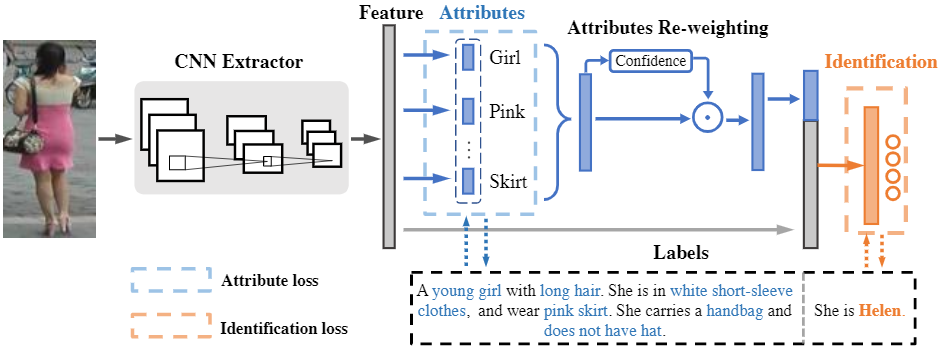 Feature
Attributes
CNN Extractor
Attributes Re-weighting
Girl
Confidence
Identification
Pink
...
Skirt
Labels
Attribute loss
Identification loss
A young girl with long hair. She is in white short-sleeve
clothes, and wear pink skirt. She carries a handbag and
does not have hat.
She is Helen.